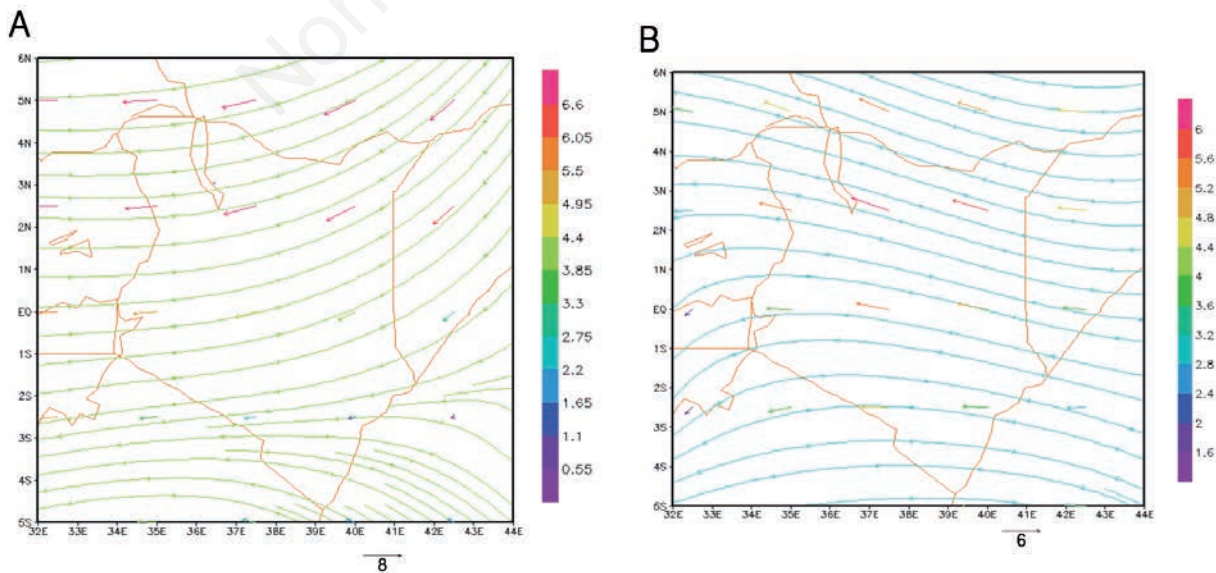 Nor
A
6N
5N
4N
3N
2N
1N
EQ
1S
2S
3S
4S
5S
32E 33E 34E 35E 36E 37E 38E 39E 40E 41E 42E 43E 44E
8
6.6
6.05
5.5
4.95
4.4
3.85
3.3
2.75
2.2
1.65
1.1
0.55
B
6N
5N
4N
3N
2N
1N
EQ
1S
2S
3S
4S
6S
32E 33E 34E 35E 36E 37E 38E 39E 40E 41E 42E 43E 44E
6
6
5.6
5.2
4.8
4.4
4
3.6
3.2
2.8
2.4
2
1.6